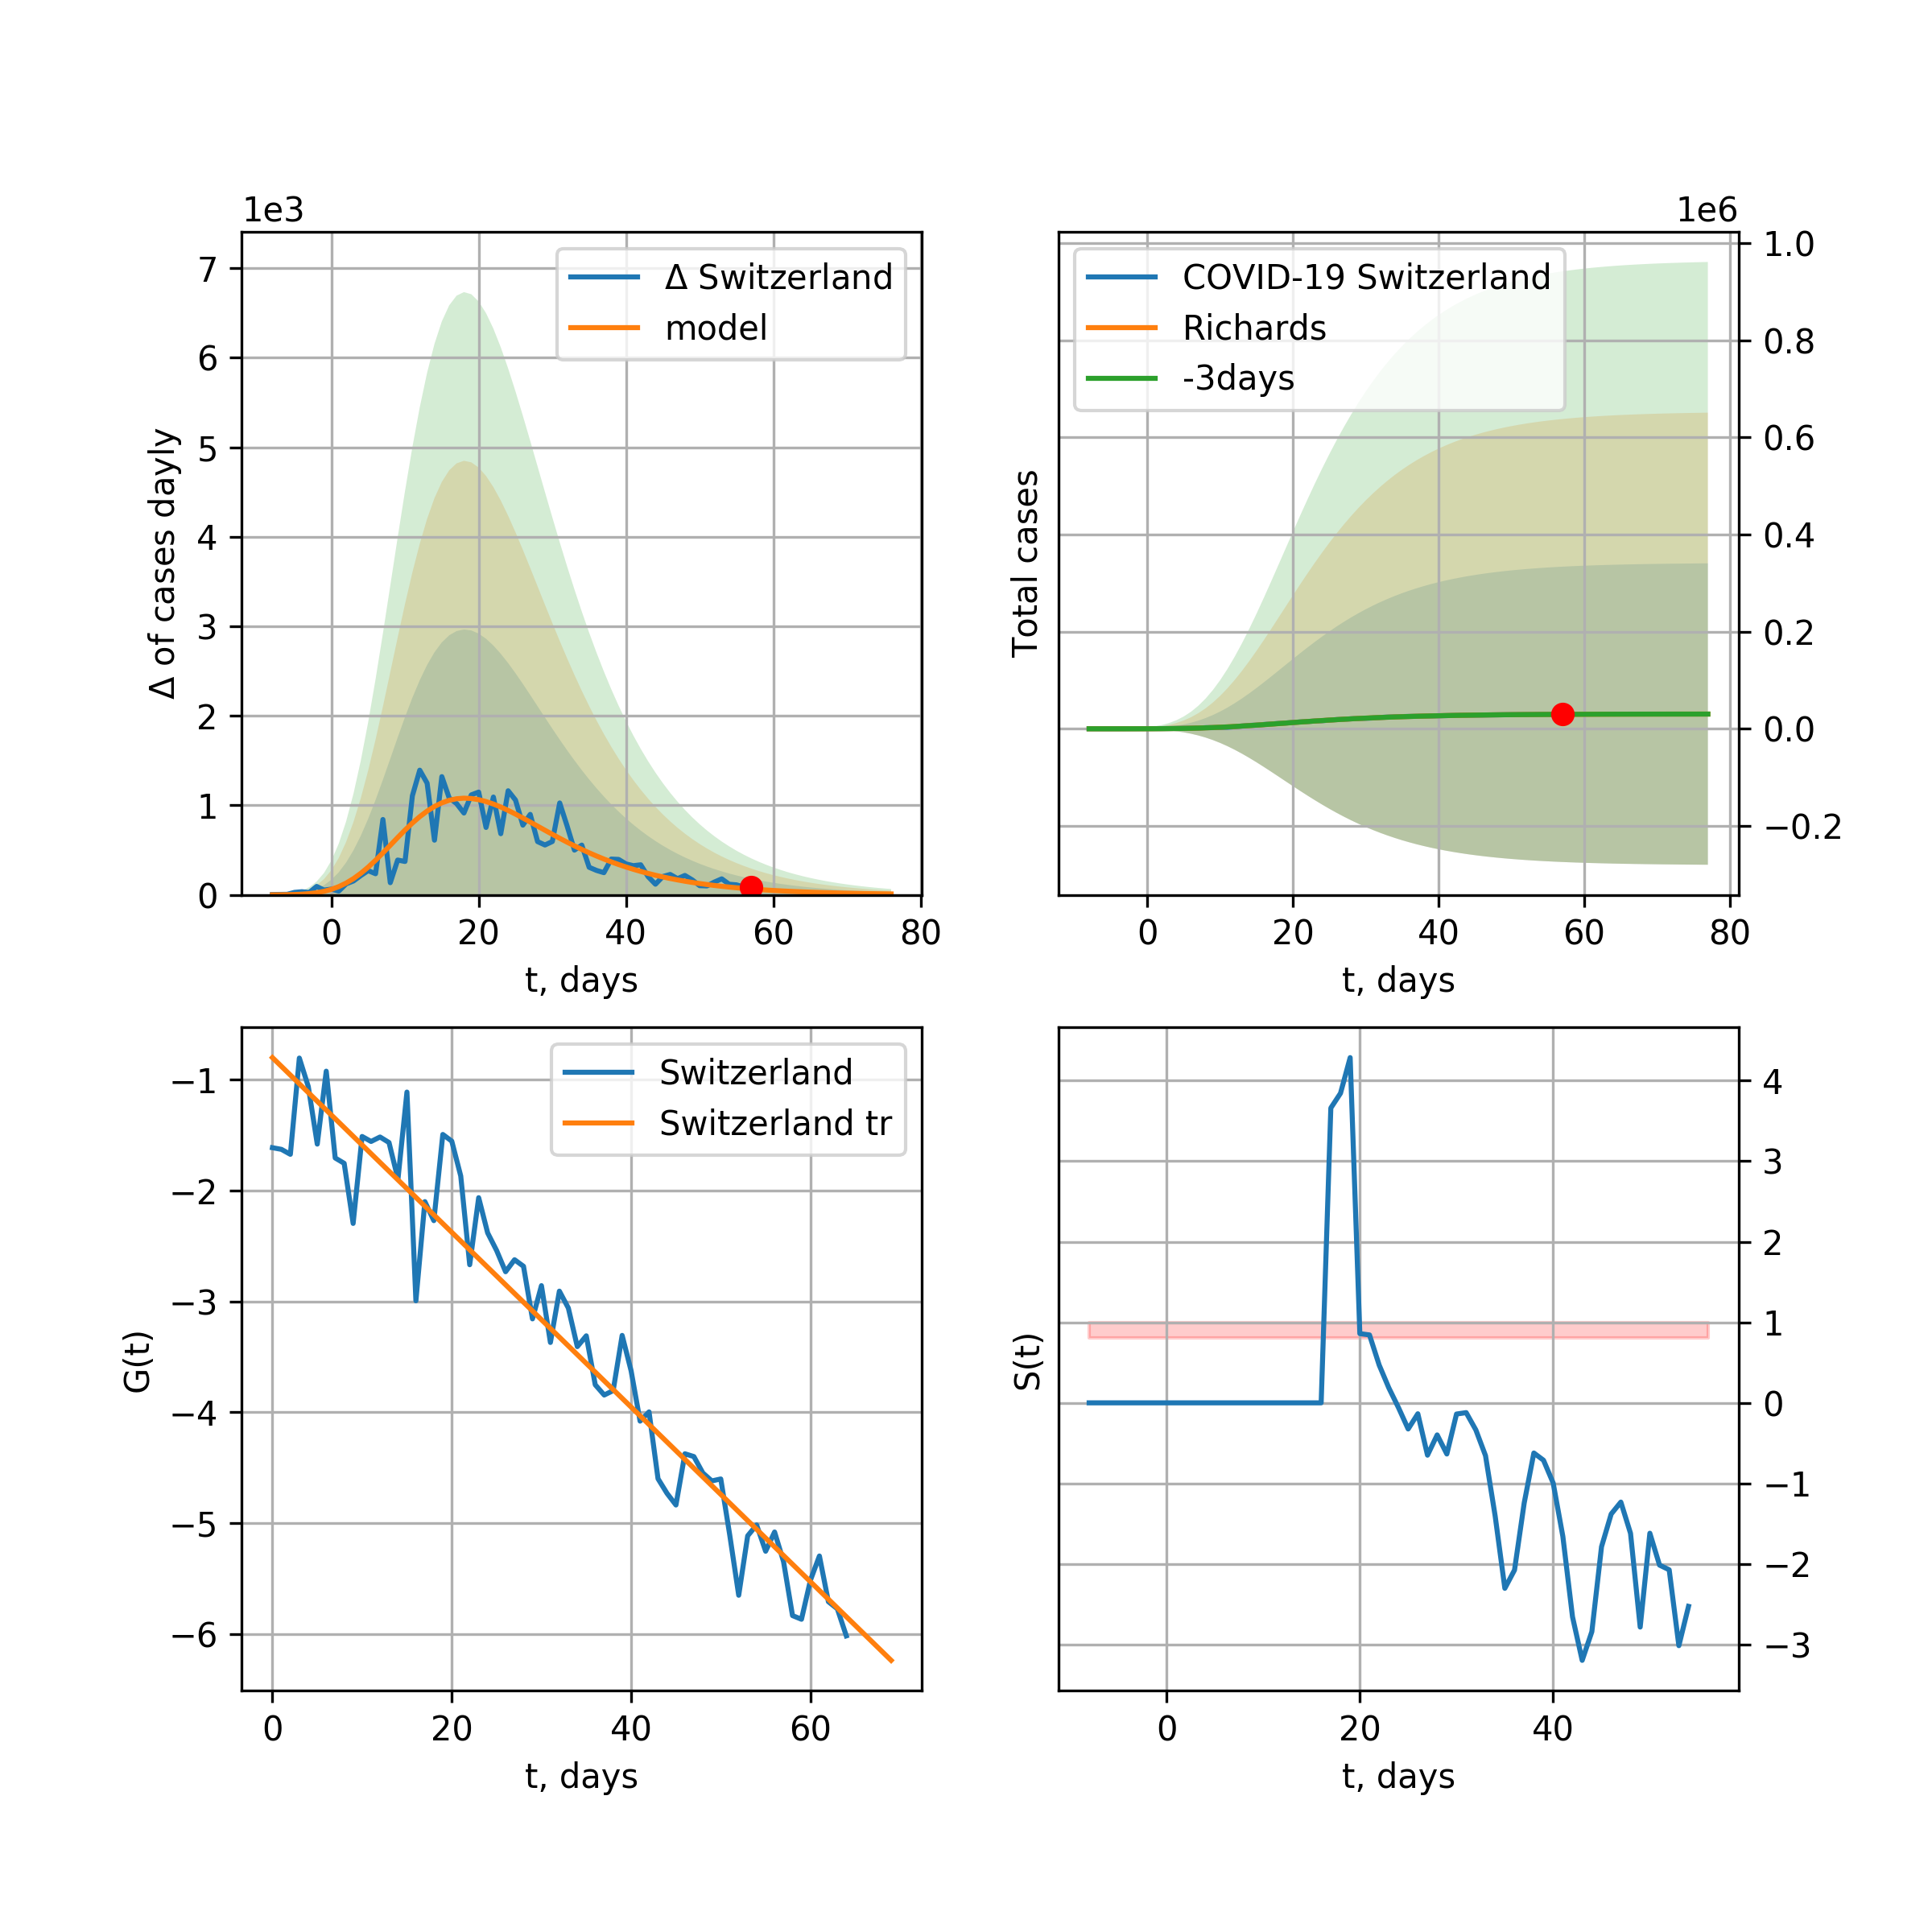 1e3
7
6
5
4
3
2
1
0
Δ of cases dayly
Δ Switzerland
model
0 20 40 60 80
t, days
1e6
1.0
0.8
0.6
0.4
0.2
0.0
−0.2
Total cases
COVID-19 Switzerland
Richards
-3days
0 20 40 60 80
t, days
−1
−2
−3
−4
−5
−6
G(t)
Switzerland
Switzerland tr
0 20 40 60
t, days
4
3
2
1
0
−1
−2
−3
S(t)
0 20 40
t, days